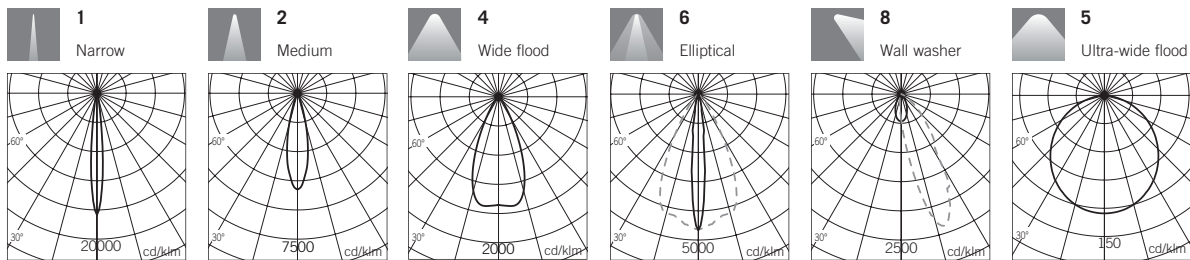 1
Narrow
60°
30°
20000
cd/klm
2
Medium
60°
30°
7500
cd/klm
4
Wide flood
60°
30°
2000
cd/klm
6
Elliptical
60°
30°
5000
cd/klm
8
Wall washer
60°
30°
2500
cd/klm
5
Ultra-wide flood
60°
30°
150
cd/klm